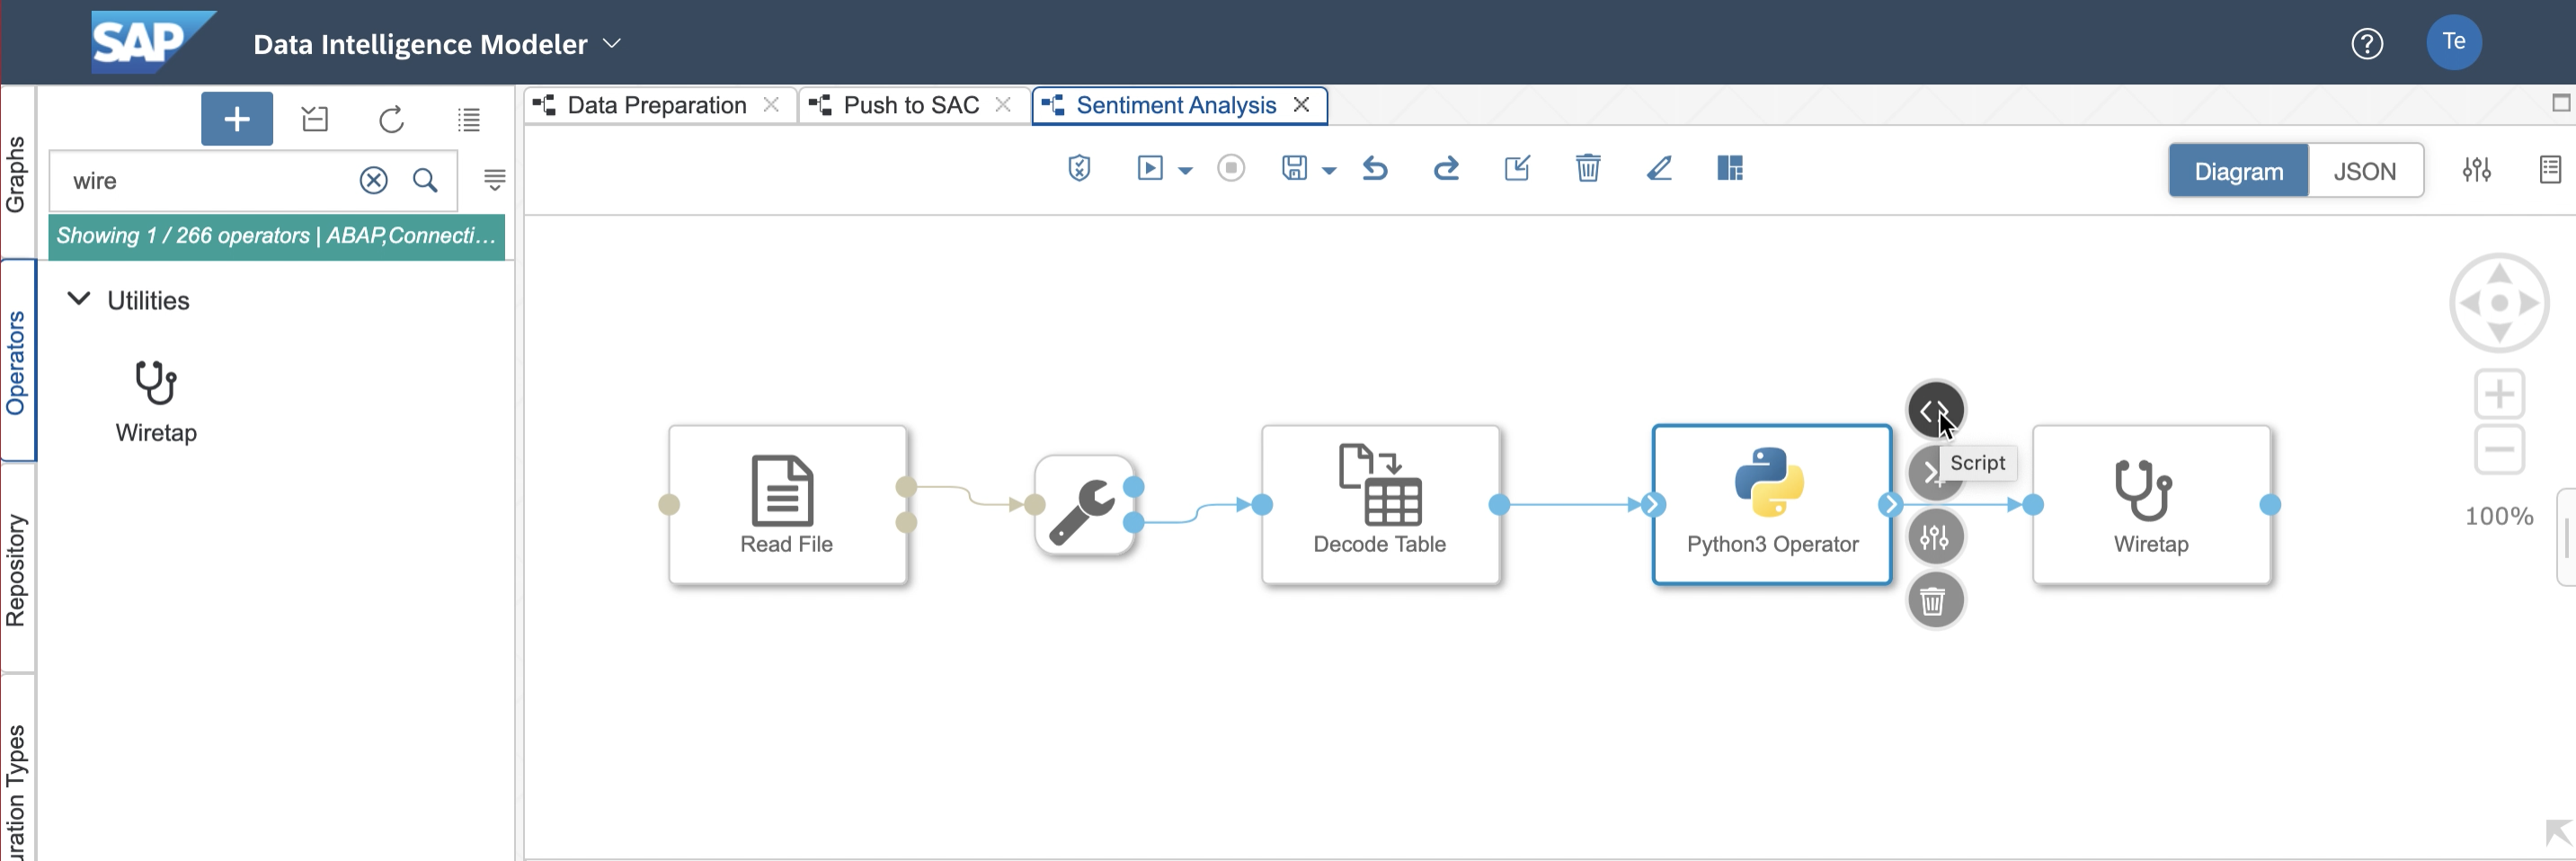 SAP
Data Intelligence Modeler
?
Te
Data Preparation
Push to SAC
Sentiment Analysis
Graphs
wire
Diagram
JSON
Showing 1 / 266 operators | ABAP,Connecti...
Operators
Utilities
Wiretap
Read File
Decode Table
Python3 Operator
Script
Wiretap
100%
Repository
uration Types